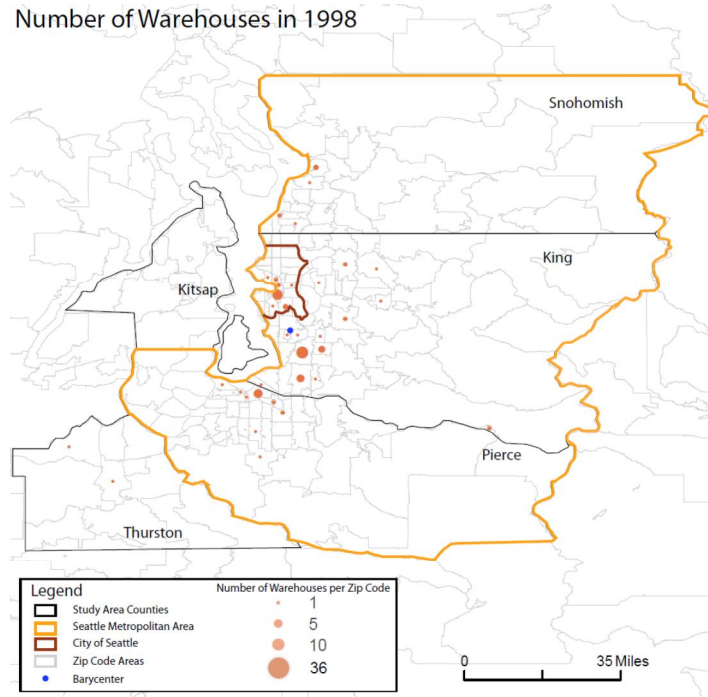 Number of Warehouses in 1998
Snohomish
King
Kitsap
Pierce
Thurston
Legend
Study Area Counties
Seattle Metropolitan Area
City of Seattle
Zip Code Areas
Barycenter
Number of Warehouses per Zip Code
1
5
10
36
0 35 Miles